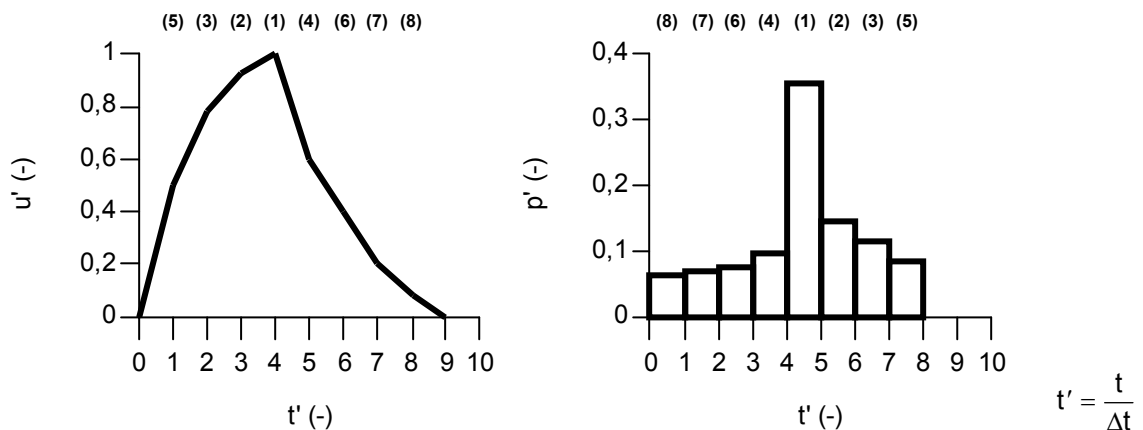 (5) (3) (2) (1) (4) (6) (7) (8)
1
0,8
0,6
0,4
0,2
0
u' (-)
0 1 2 3 4 5 6 7 8 9 10
t' (-)
(8) (7) (6) (4) (1) (2) (3) (5)
0,4
0,3
0,2
0,1
0
p' (-)
0 1 2 3 4 5 6 7 8 9 10
t' (-)
t' = t / Δt